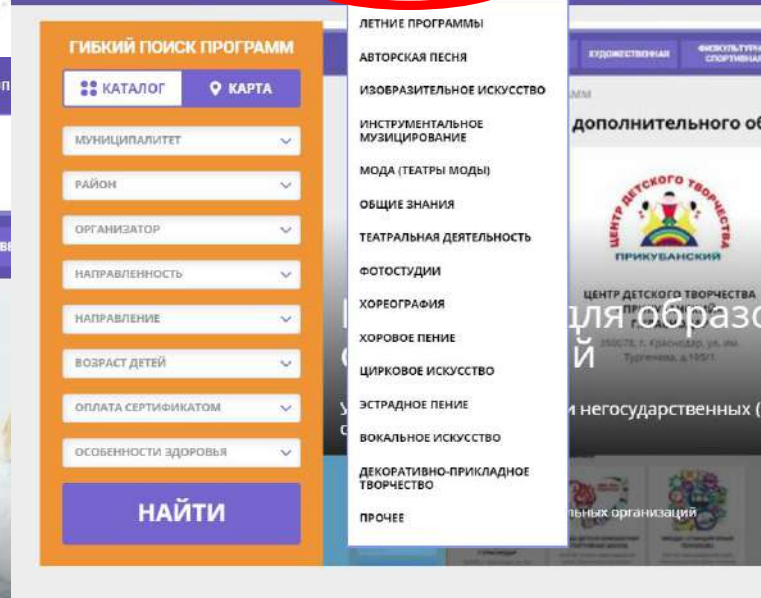 ГИБКИЙ ПОИСК ПРОГРАММ
КАТАЛОГ
КАРТА
МУНИЦИПАЛИТЕТ
РАЙОН
ОРГАНИЗАТОР
НАПРАВЛЕННОСТЬ
НАПРАВЛЕНИЕ
ВОЗРАСТ ДЕТЕЙ
ОПЛАТА СЕРТИФИКАТОМ
ОСОБЕННОСТИ ЗДОРОВЬЯ
НАЙТИ
ЛЕТНИЕ ПРОГРАММЫ
АВТОРСКАЯ ПЕСНЯ
ИЗОБРАЗИТЕЛЬНОЕ ИСКУССТВО
ИНСТРУМЕНТАЛЬНОЕ
МУЗИЦИРОВАНИЕ
МОДА (ТЕАТРЫ МОДЫ)
ОБЩИЕ ЗНАНИЯ
ТЕАТРАЛЬНАЯ ДЕЯТЕЛЬНОСТЬ
ФОТОСТУДИИ
ХОРЕОГРАФИЯ
ХОРОВОЕ ПЕНИЕ
ЦИРКОВОЕ ИСКУССТВО
ЭСТРАДНОЕ ПЕНИЕ
ВОКАЛЬНОЕ ИСКУССТВО
ДЕКОРАТИВНО-ПРИКЛАДНОЕ
ТВОРЧЕСТВО
ПРОЧЕЕ
ХУДОЖЕСТВЕННАЯ
дополнительного об
ЦЕНТР ДЕТСКОГО ТВОРЧЕСТВА
ПРИКУБАНСКИЙ
ЦЕНТР ДЕТСКОГО ТВОРЧЕСТВА
для образо
й
и негосударственных (
льных организаций